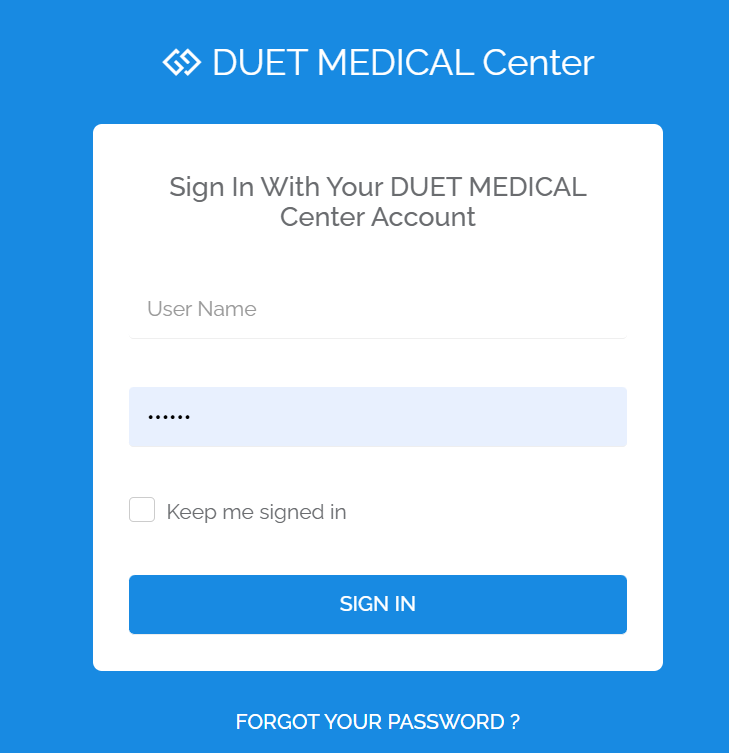 DUET MEDICAL Center
Sign In With Your DUET MEDICAL
Center Account
User Name
••••••
Keep me signed in
SIGN IN
FORGOT YOUR PASSWORD ?